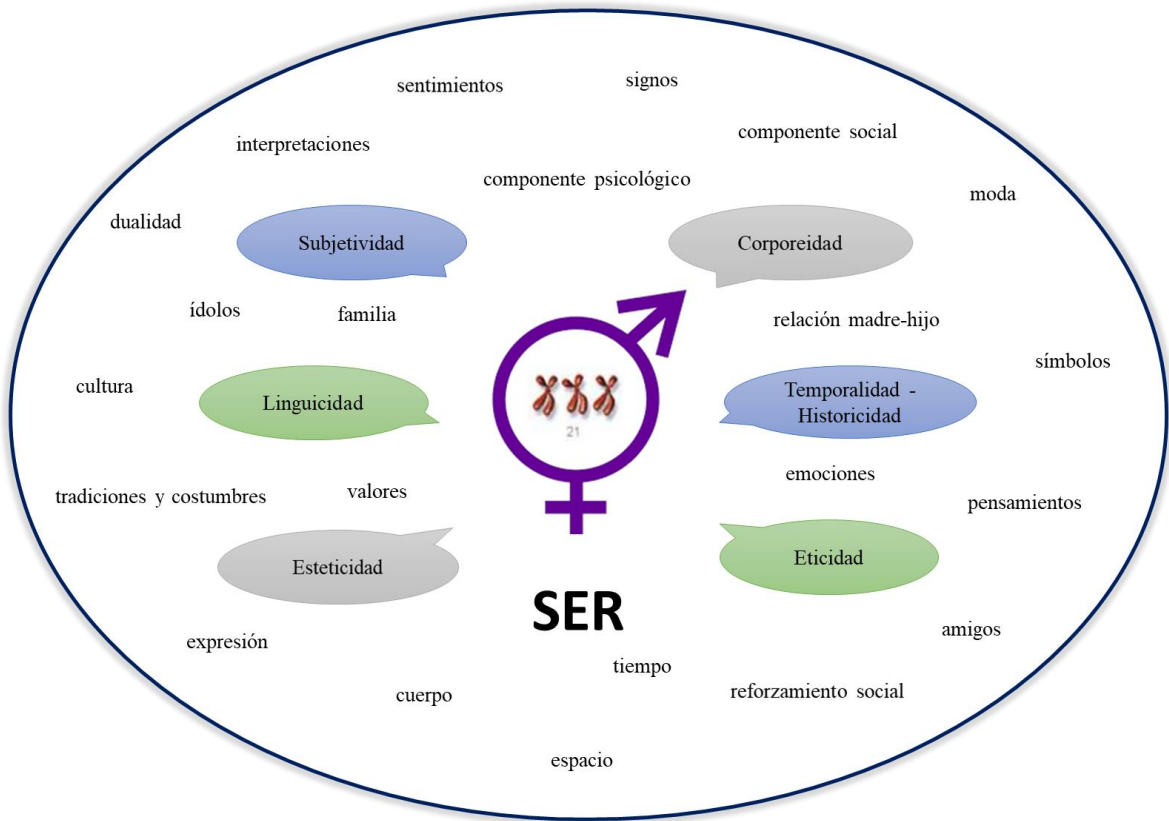 sentimientos
signos
componente social
interpretaciones
componente psicológico
moda
dualidad
Subjetividad
Corporeidad
ídolos
familia
relación madre-hijo
símbolos
cultura
Linguicidad
Temporalidad -
Historicidad
21
emociones
tradiciones y costumbres
valores
pensamientos
Esteticidad
Eticidad
SER
expresión
amigos
tiempo
cuerpo
reforzamiento social
espacio